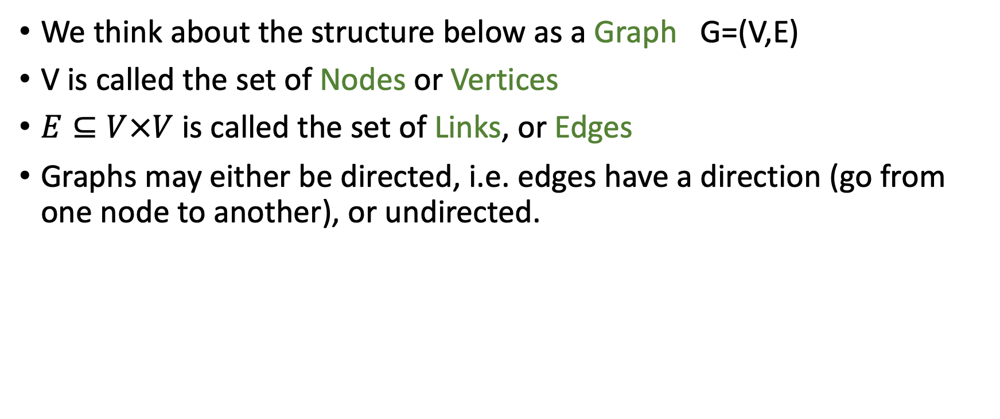 • We think about the structure below as a Graph G=(V,E)
• V is called the set of Nodes or Vertices
• E ⊆ V×V is called the set of Links, or Edges
• Graphs may either be directed, i.e. edges have a direction (go from
one node to another), or undirected.